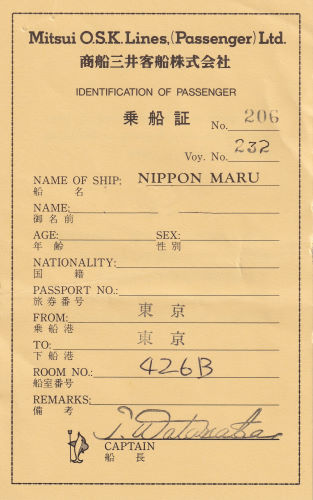 Mitsui O.S.K. Lines, (Passenger) Ltd.
商船三井客船株式会社
IDENTIFICATION OF PASSENGER
乗船証 No. 206
Voy. No. 232
NAME OF SHIP: NIPPON MARU
船名
NAME:
御名前
AGE: SEX:
年齢 性別
NATIONALITY:
国籍
PASSPORT NO.:
旅券番号
FROM: 東京
乗船港
TO: 東京
下船港
ROOM NO.: 426B
船室番号
REMARKS:
備考
CAPTAIN
船長